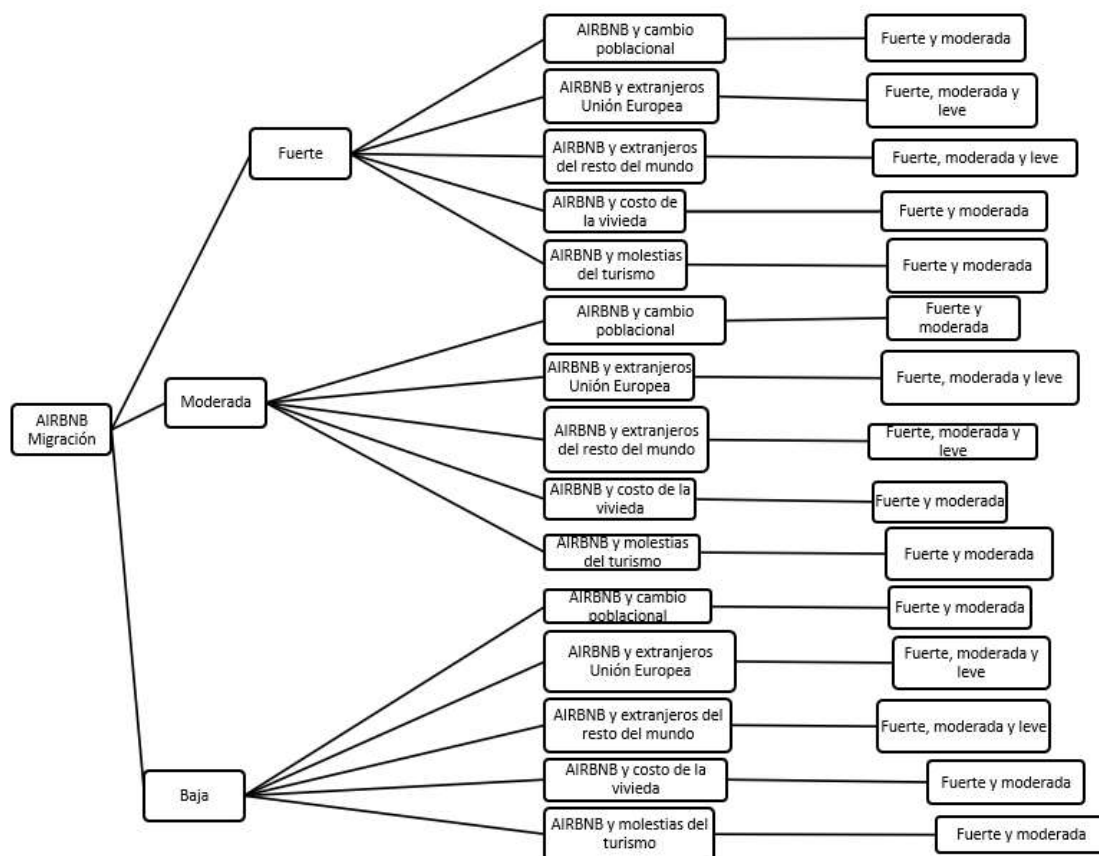 AIRBNB y cambio
poblacional
Fuerte y moderada
AIRBNB y extranjeros
Unión Europea
Fuerte, moderada y
leve
Fuerte
AIRBNB y extranjeros
del resto del mundo
Fuerte, moderada y leve
AIRBNB y costo de
la vivieda
Fuerte y moderada
AIRBNB y molestias
del turismo
Fuerte y moderada
AIRBNB y cambio
poblacional
Fuerte y
moderada
AIRBNB y extranjeros
Unión Europea
Fuerte, moderada y leve
AIRBNB
Migración
Moderada
AIRBNB y extranjeros
del resto del mundo
Fuerte, moderada y
leve
AIRBNB y costo de la
vivieda
Fuerte y moderada
AIRBNB y molestias
del turismo
Fuerte y moderada
AIRBNB y cambio
poblacional
Fuerte y moderada
AIRBNB y extranjeros
Unión Europea
Fuerte, moderada y
leve
AIRBNB y extranjeros del
resto del mundo
Fuerte, moderada y leve
Baja
AIRBNB y costo de la
vivieda
Fuerte y moderada
AIRBNB y molestias del
turismo
Fuerte y moderada